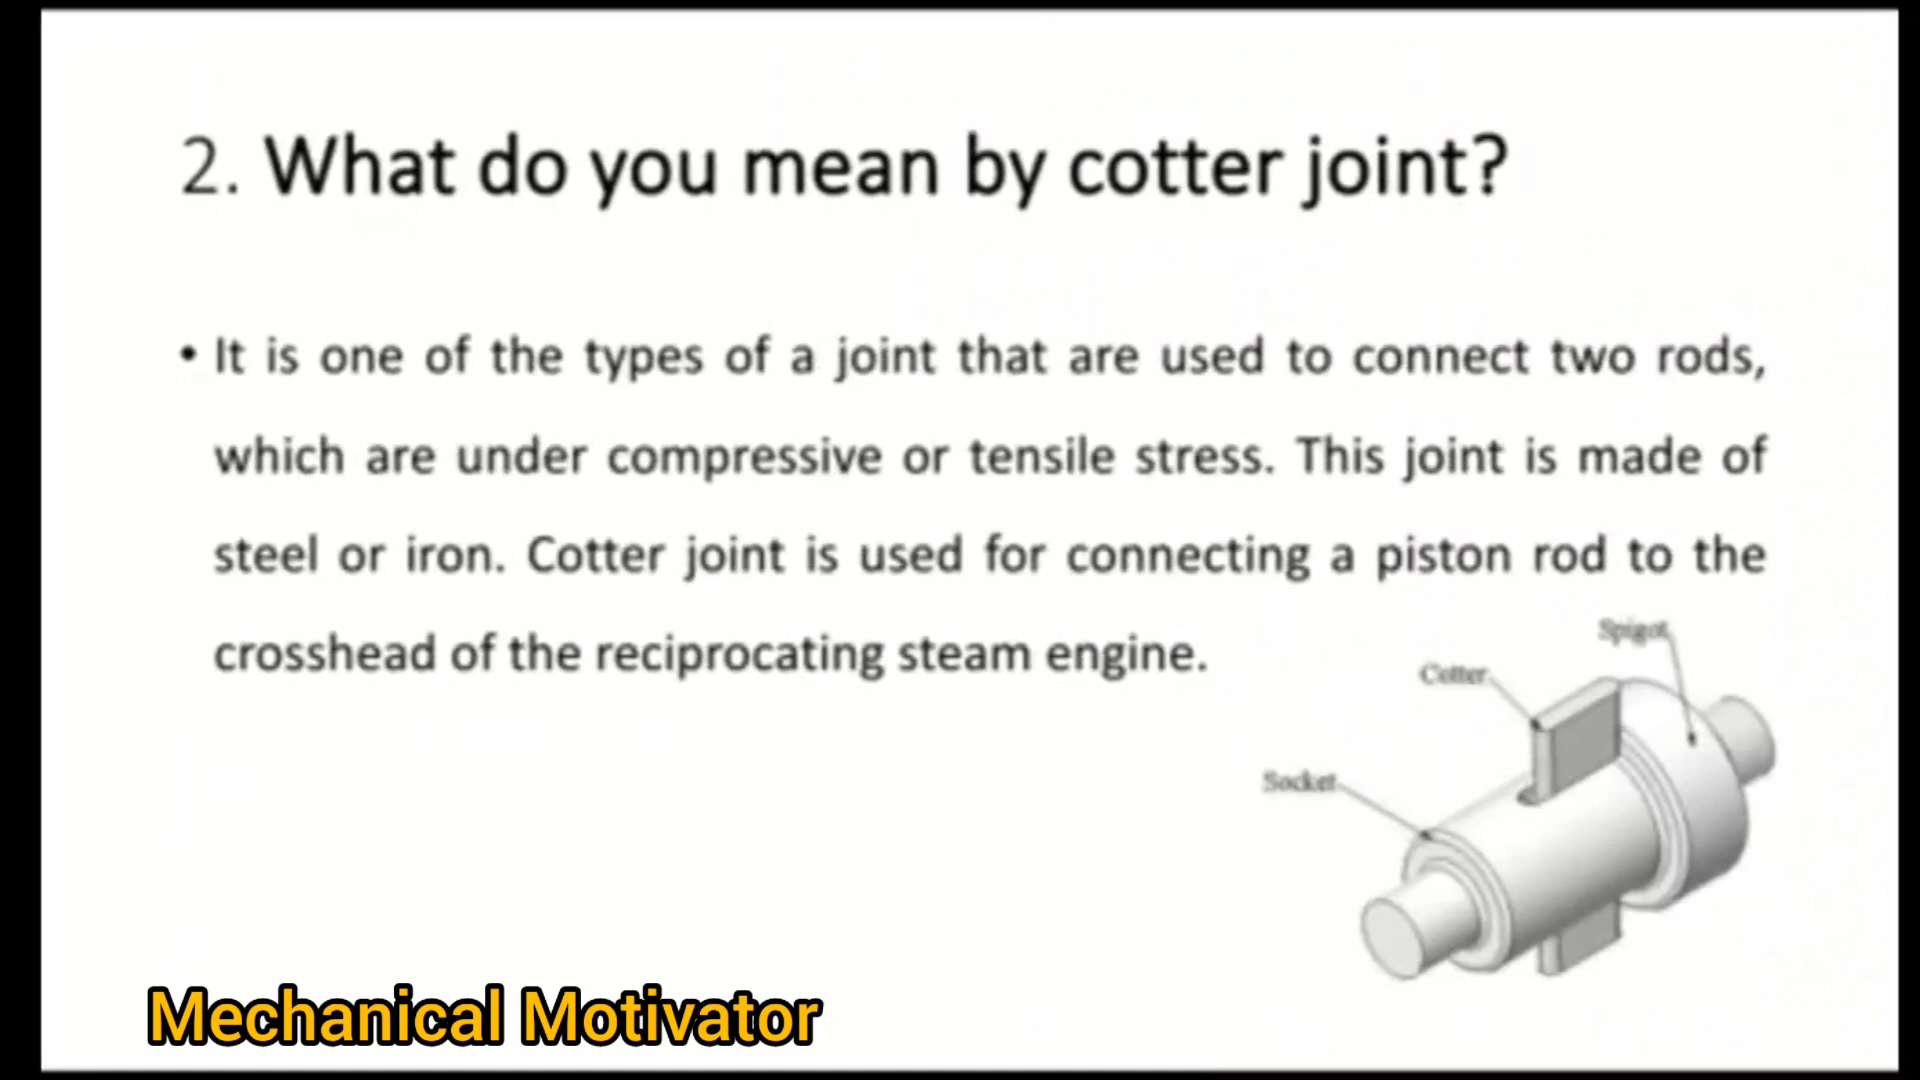 2. What do you mean by cotter joint?
• It is one of the types of a joint that are used to connect two rods,
which are under compressive or tensile stress. This joint is made of
steel or iron. Cotter joint is used for connecting a piston rod to the
crosshead of the reciprocating steam engine.
Spigot
Cotter
Socket
Mechanical Motivator